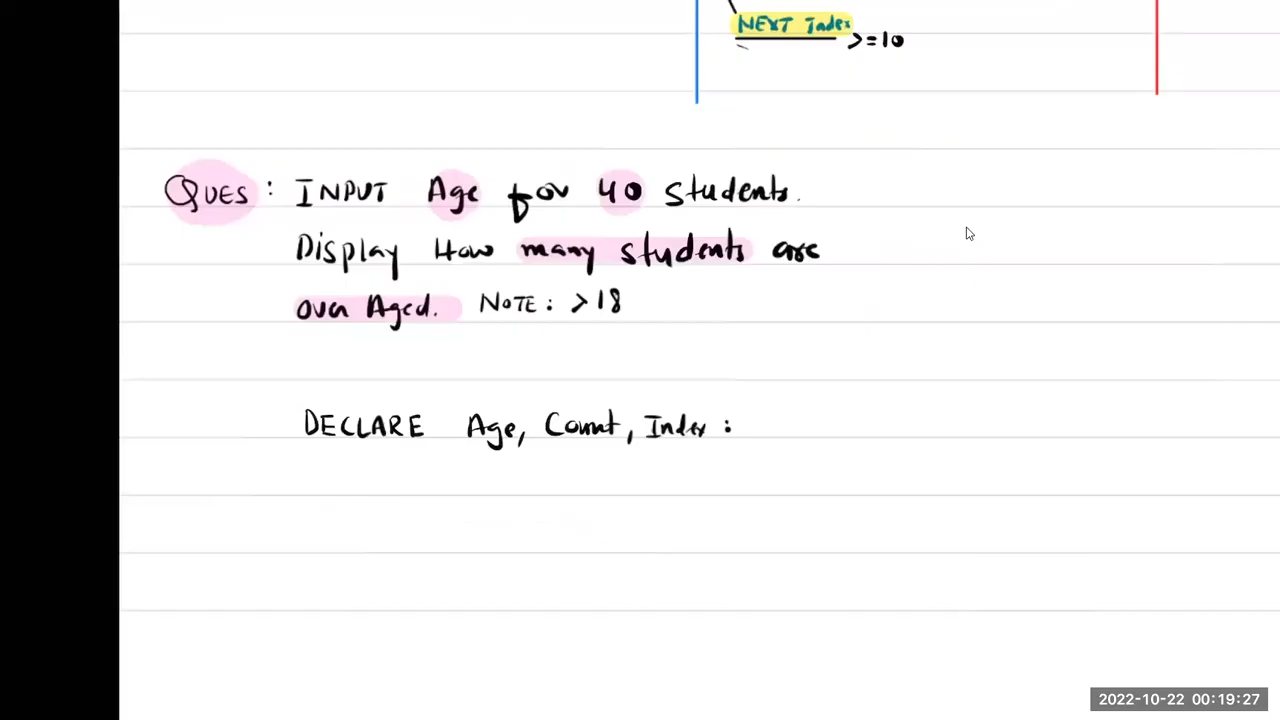 NEXT Index
>=10
QUES : INPUT Age for 40 students.
Display How many students are
over Aged. NOTE : >18
DECLARE Age, Count, Index :
2022-10-22 00:19:27